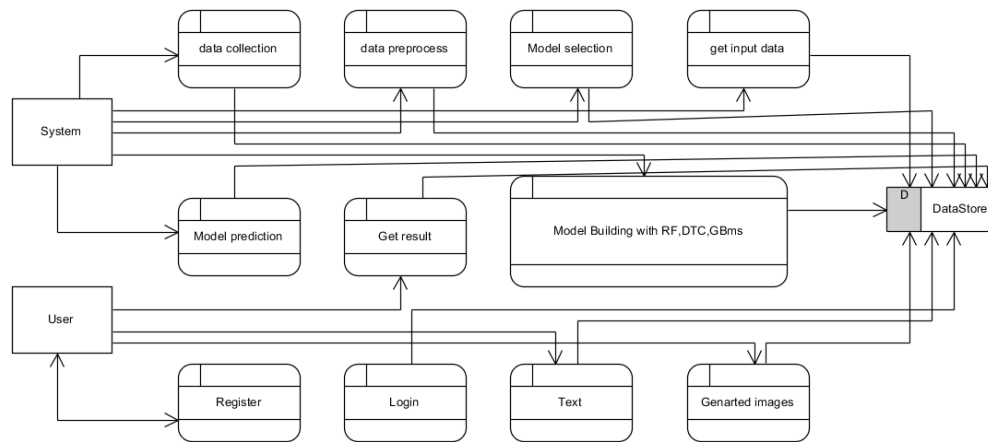 data collection
data preprocess
Model selection
get input data
System
D
DataStore
Model prediction
Get result
Model Building with RF,DTC,GBms
User
Register
Login
Text
Genarted images